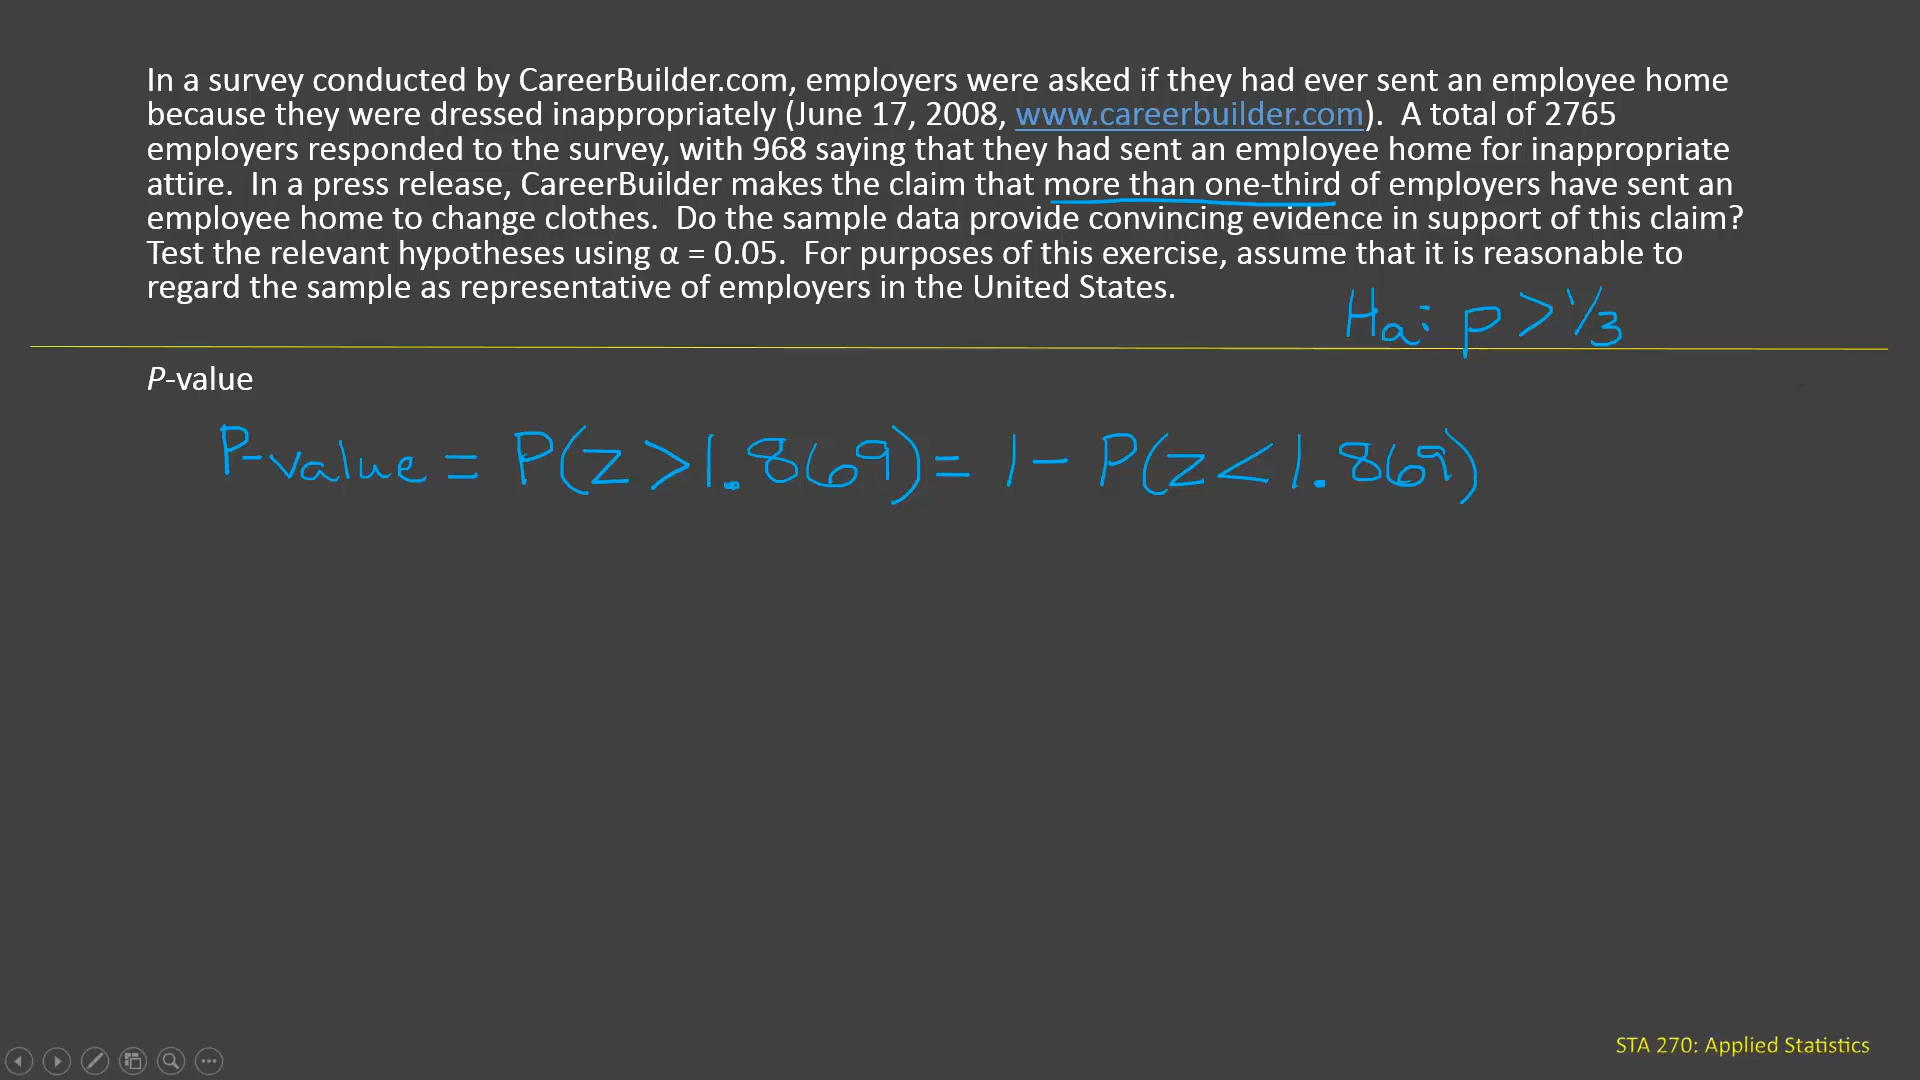 In a survey conducted by CareerBuilder.com, employers were asked if they had ever sent an employee home
because they were dressed inappropriately (June 17, 2008, www.careerbuilder.com).  A total of 2765
employers responded to the survey, with 968 saying that they had sent an employee home for inappropriate
attire.  In a press release, CareerBuilder makes the claim that more than one-third of employers have sent an
employee home to change clothes.  Do the sample data provide convincing evidence in support of this claim?
Test the relevant hypotheses using α = 0.05.  For purposes of this exercise, assume that it is reasonable to
regard the sample as representative of employers in the United States.
Ha: p > 1/3
P-value
P-value = P(z > 1.869) = 1 - P(z < 1.869)
STA 270: Applied Statistics